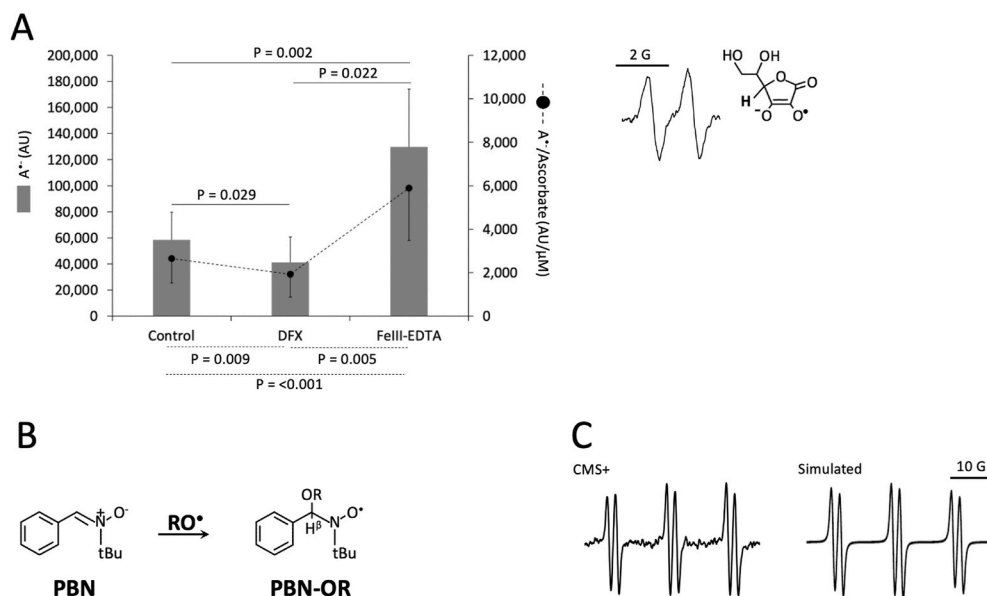 A
200,000
180,000
160,000
140,000
120,000
100,000
80,000
60,000
40,000
20,000
0
A•- (AU)
P = 0.002
P = 0.022
P = 0.029
12,000
10,000
8,000
6,000
4,000
2,000
0
A•-/Ascorbate (AU/µM)
Control DFX FeIII-EDTA
P = 0.009 P = 0.005
P = <0.001
2 G
HO OH
O
O
H
-O O•
B
O-
N+
tBu
PBN
RO•
OR
O•
N
Hβ
tBu
PBN-OR
C
CMS+
Simulated
10 G